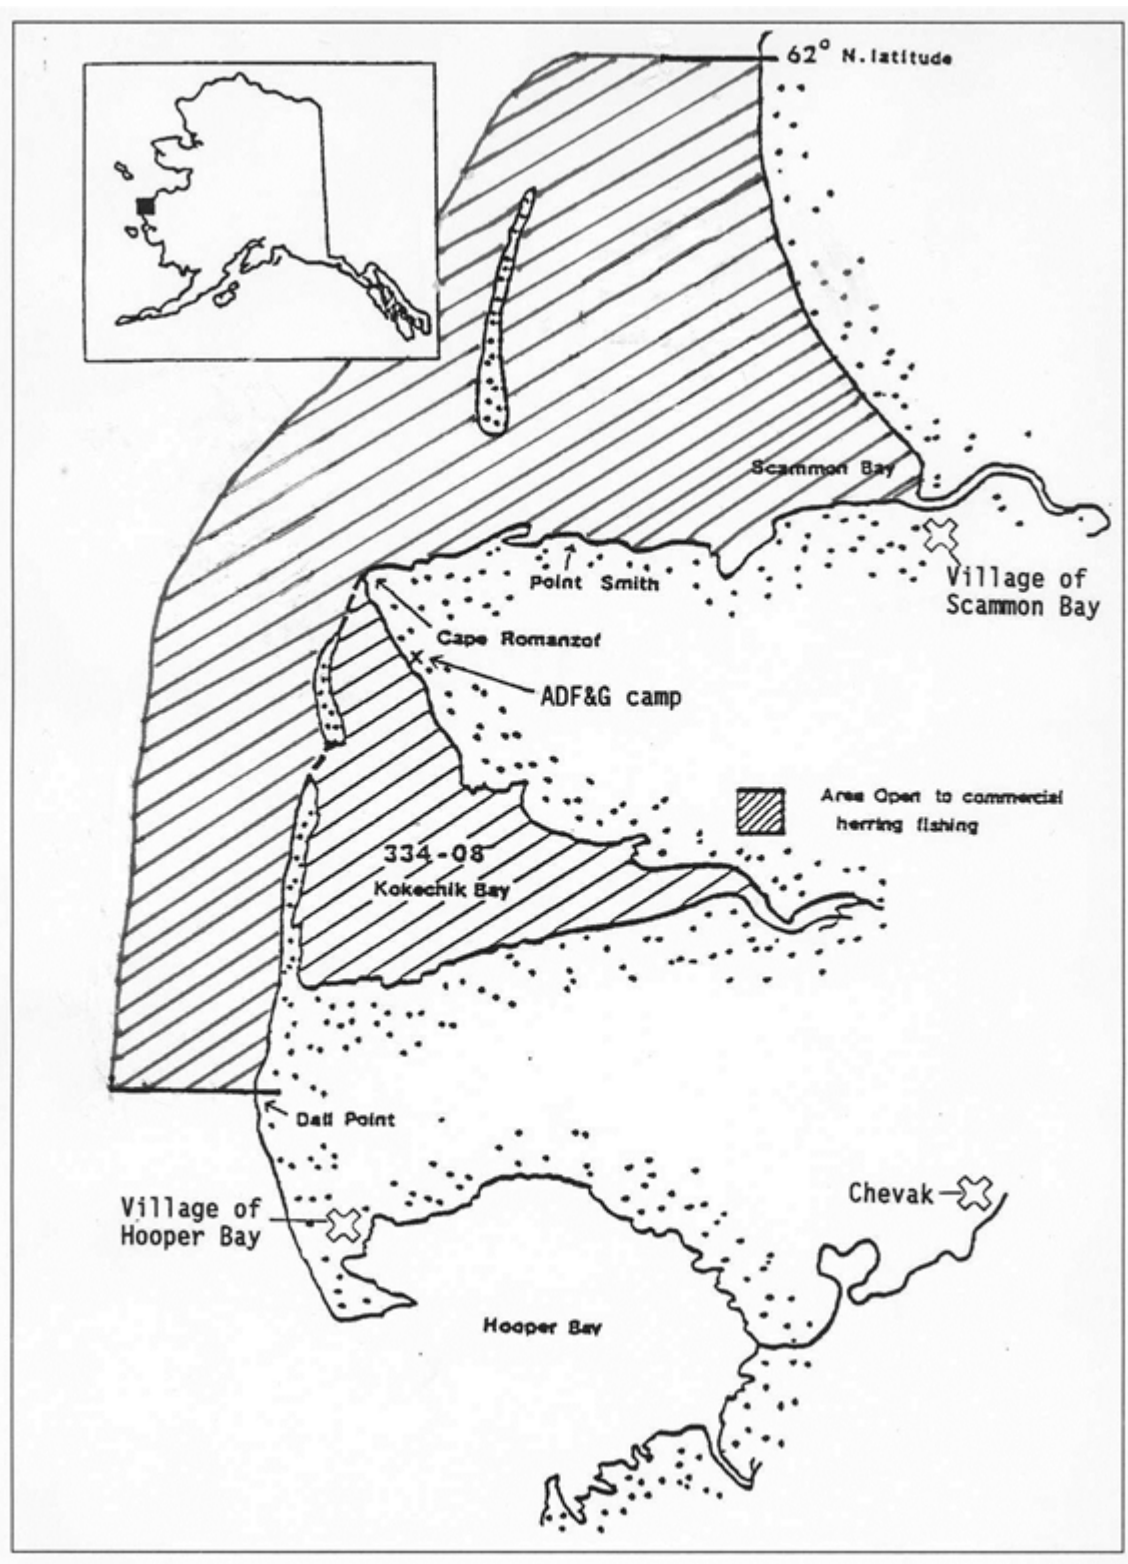 62° N. latitude
Scammon Bay
Village of
Scammon Bay
Point Smith
Cape Romanzof
ADF&G camp
Area Open to commercial
herring fishing
334-08
Kokechik Bay
Dall Point
Village of
Hooper Bay
Chevak
Hooper Bay